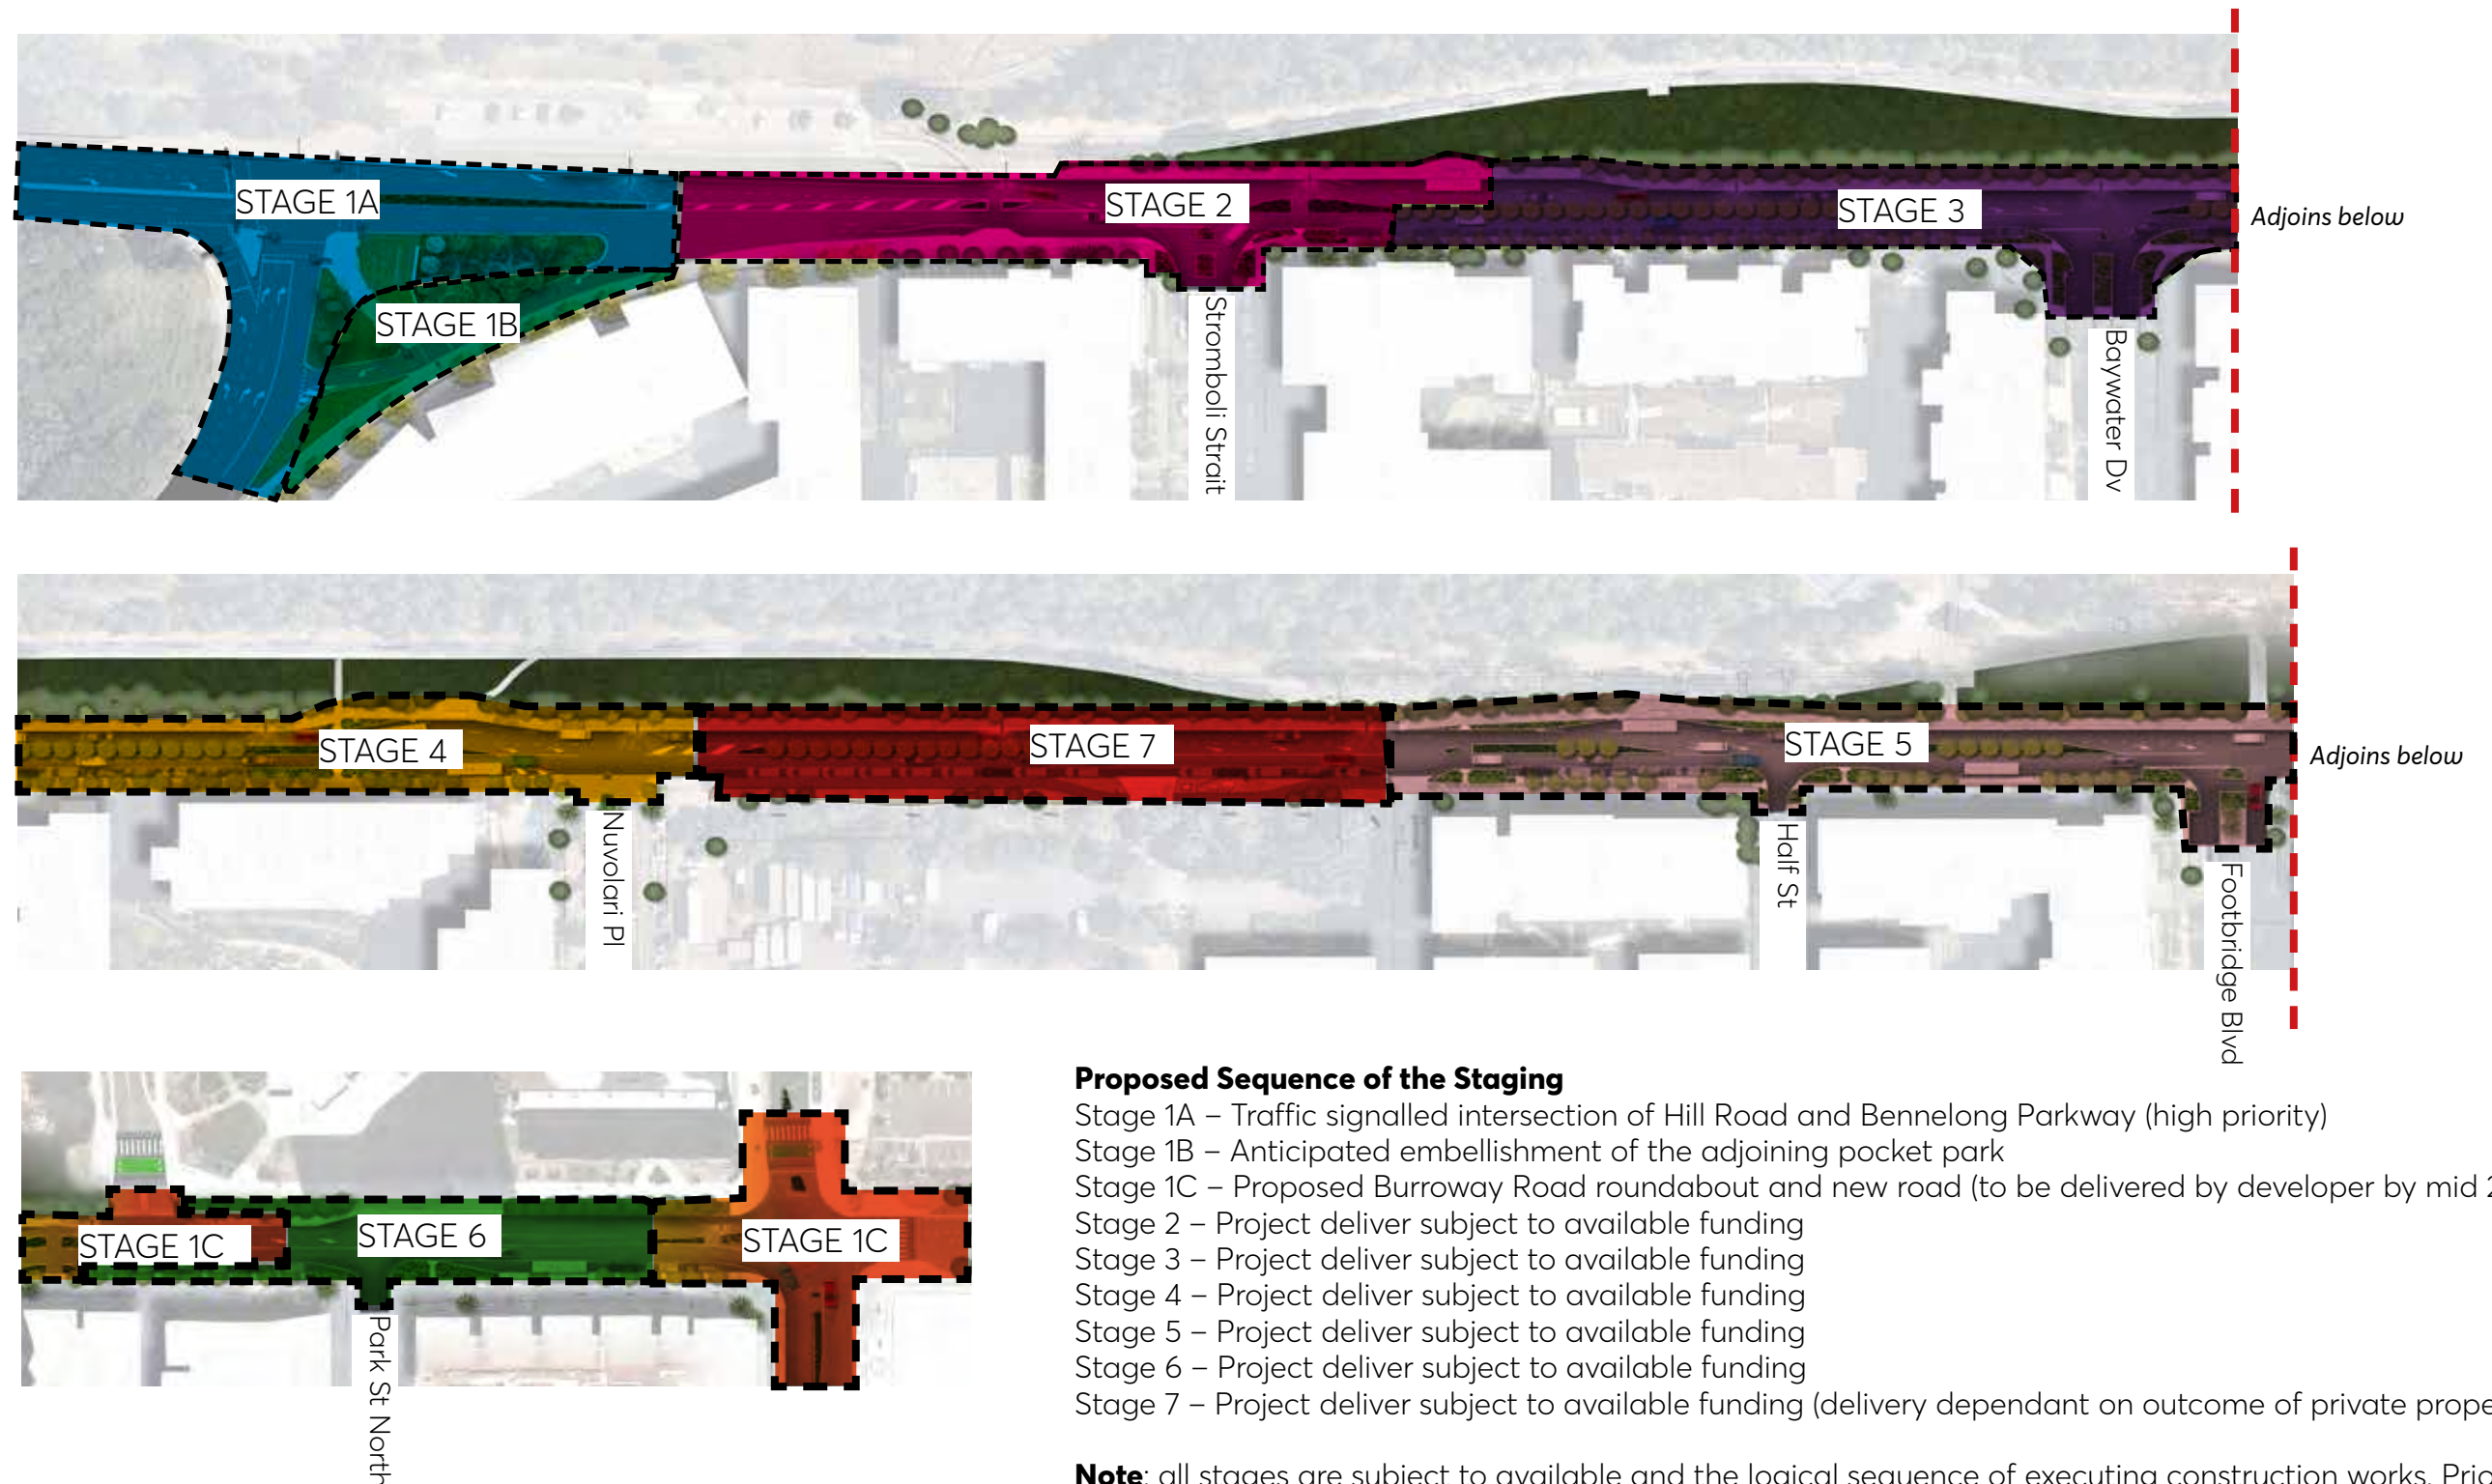 STAGE 1A
STAGE 2
STAGE 3
Adjoins below
STAGE 1B
Stromboli Strait
Baywater Dv
STAGE 4
STAGE 7
STAGE 5
Adjoins below
Nuvolari Pl
Half St
Footbridge Blvd
STAGE 1C
STAGE 6
STAGE 1C
Park St North
Proposed Sequence of the Staging
Stage 1A – Traffic signalled intersection of Hill Road and Bennelong Parkway (high priority)
Stage 1B – Anticipated embellishment of the adjoining pocket park
Stage 1C – Proposed Burroway Road roundabout and new road (to be delivered by developer by mid
Stage 2 – Project deliver subject to available funding
Stage 3 – Project deliver subject to available funding
Stage 4 – Project deliver subject to available funding
Stage 5 – Project deliver subject to available funding
Stage 6 – Project deliver subject to available funding
Stage 7 – Project deliver subject to available funding (delivery dependant on outcome of private
Note: all stages are subject to available and the logical sequence of executing construction works.